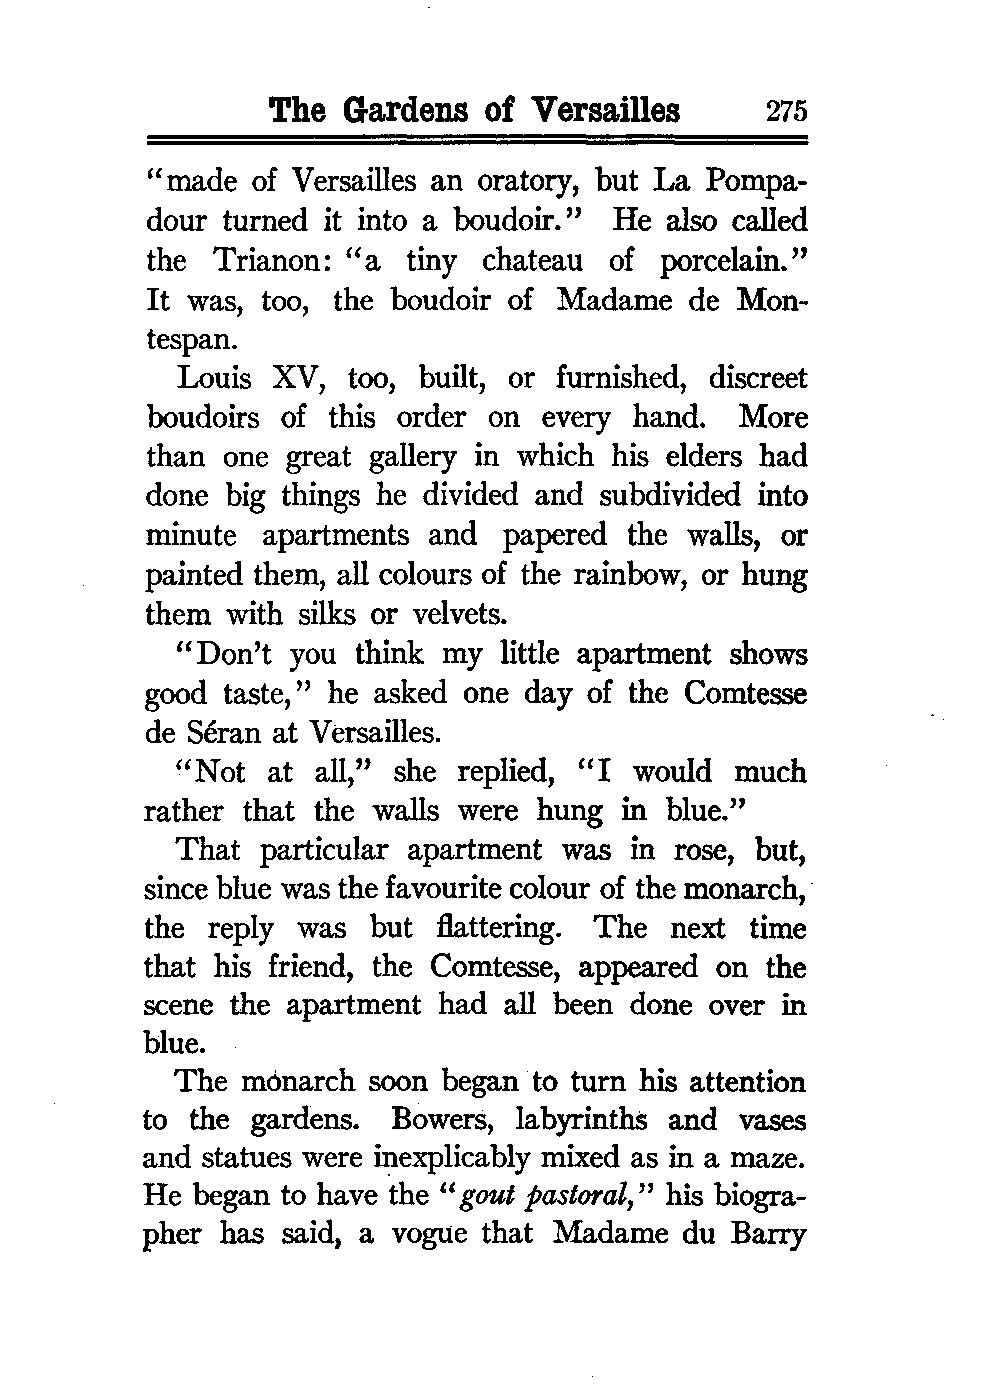 The Gardens of Versailles 275
“made of Versailles an oratory, but La Pompa-
dour turned it into a boudoir.” He also called
the Trianon: “a tiny chateau of porcelain.”
It was, too, the boudoir of Madame de Mon-
tespan.
Louis XV, too, built, or furnished, discreet
boudoirs of this order on every hand. More
than one great gallery in which his elders had
done big things he divided and subdivided into
minute apartments and papered the walls, or
painted them, all colours of the rainbow, or hung
them with silks or velvets.
“Don’t you think my little apartment shows
good taste,” he asked one day of the Comtesse
de Séran at Versailles.
“Not at all,” she replied, “I would much
rather that the walls were hung in blue.”
That particular apartment was in rose, but,
since blue was the favourite colour of the monarch,
the reply was but flattering. The next time
that his friend, the Comtesse, appeared on the
scene the apartment had all been done over in
blue.
The monarch soon began to turn his attention
to the gardens. Bowers, labyrinths and vases
and statues were inexplicably mixed as in a maze.
He began to have the “gout pastoral,” his biogra-
pher has said, a vogue that Madame du Barry